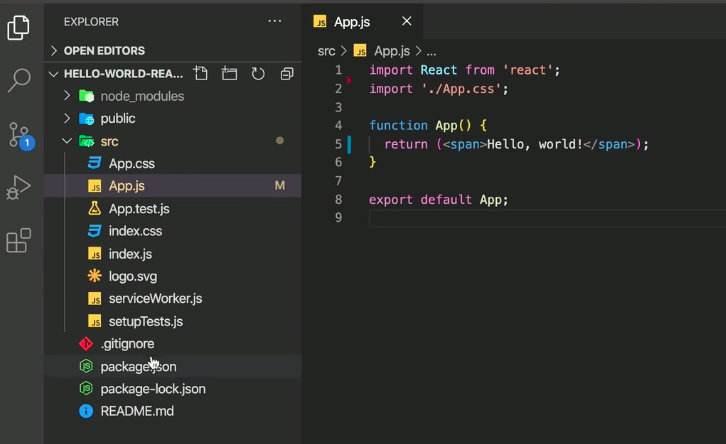 EXPLORER
OPEN EDITORS
HELLO-WORLD-REA...
node_modules
public
src
App.css
App.js M
App.test.js
index.css
index.js
logo.svg
serviceWorker.js
setupTests.js
.gitignore
package.json
package-lock.json
README.md
1
JS App.js
src > JS App.js > ...
1 import React from 'react';
2 import './App.css';
3
4 function App() {
5 return (<span>Hello, world!</span>);
6 }
7
8 export default App;
9